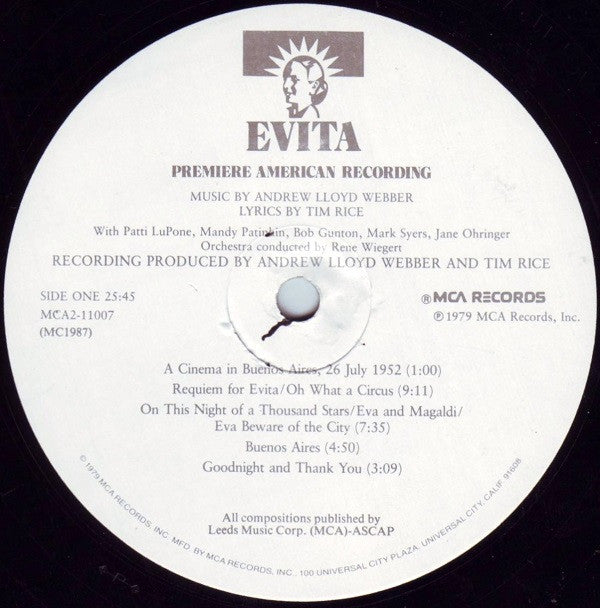 EVITA
PREMIERE AMERICAN RECORDING
MUSIC BY ANDREW LLOYD WEBBER
LYRICS BY TIM RICE
With Patti LuPone, Mandy Patinkin, Bob Gunton, Mark Syers, Jane Ohringer
Orchestra conducted by Rene Wiegert
RECORDING PRODUCED BY ANDREW LLOYD WEBBER AND TIM RICE
SIDE ONE 25:45
MCA2-11007
(MC1987)
® MCA RECORDS
Ⓟ 1979 MCA Records, Inc.
A Cinema in Buenos Aires, 26 July 1952 (1:00)
Requiem for Evita/Oh What a Circus (9:11)
On This Night of a Thousand Stars/Eva and Magaldi/
Eva Beware of the City (7:35)
Buenos Aires (4:50)
Goodnight and Thank You (3:09)
All compositions published by
Leeds Music Corp. (MCA)-ASCAP
© 1979 MCA RECORDS, INC. MFD. BY MCA RECORDS, INC., 100 UNIVERSAL CITY PLAZA, UNIVERSAL CITY, CALIF. 91608